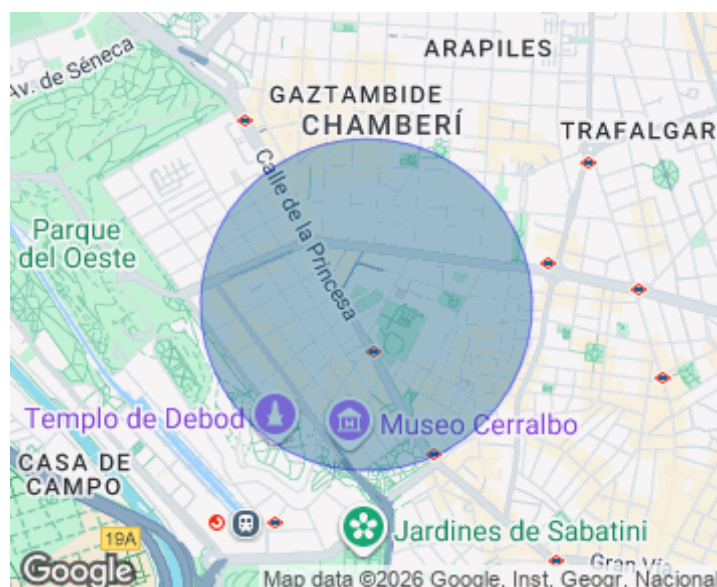 ARAPILES
Av. de Séneca
GAZTAMBIDE
CHAMBERÍ
TRAFALGAR
Calle de la Princesa
Parque
del Oeste
Templo de Debod
Museo Cerralbo
CASA DE
CAMPO
19A
Jardines de Sabatini
Gran Vía
Google
Map data ©2026 Google, Inst. Geogr. Nacional